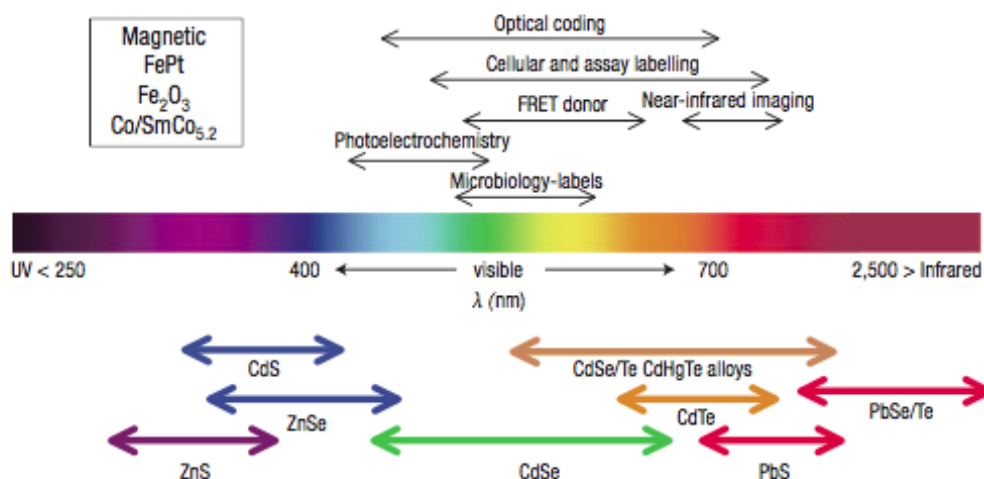 Magnetic
FePt
Fe₂O₃
Co/SmCo₅.₂
Optical coding
Cellular and assay labelling
FRET donor
Near-infrared imaging
Photoelectrochemistry
Microbiology-labels
UV < 250
400
visible
700
2,500 > Infrared
λ (nm)
CdS
CdSe/Te CdHgTe alloys
ZnSe
CdTe
PbSe/Te
ZnS
CdSe
PbS